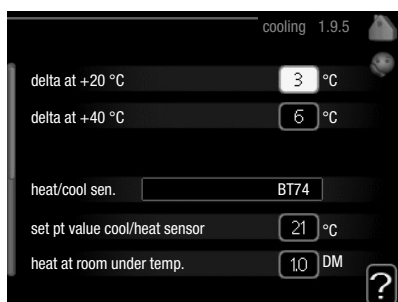 cooling 1.9.5
delta at +20 °C 3 °C
delta at +40 °C 6 °C
heat/cool sen. BT74
set pt value cool/heat sensor 21 °C
heat at room under temp. 1.0 DM
?